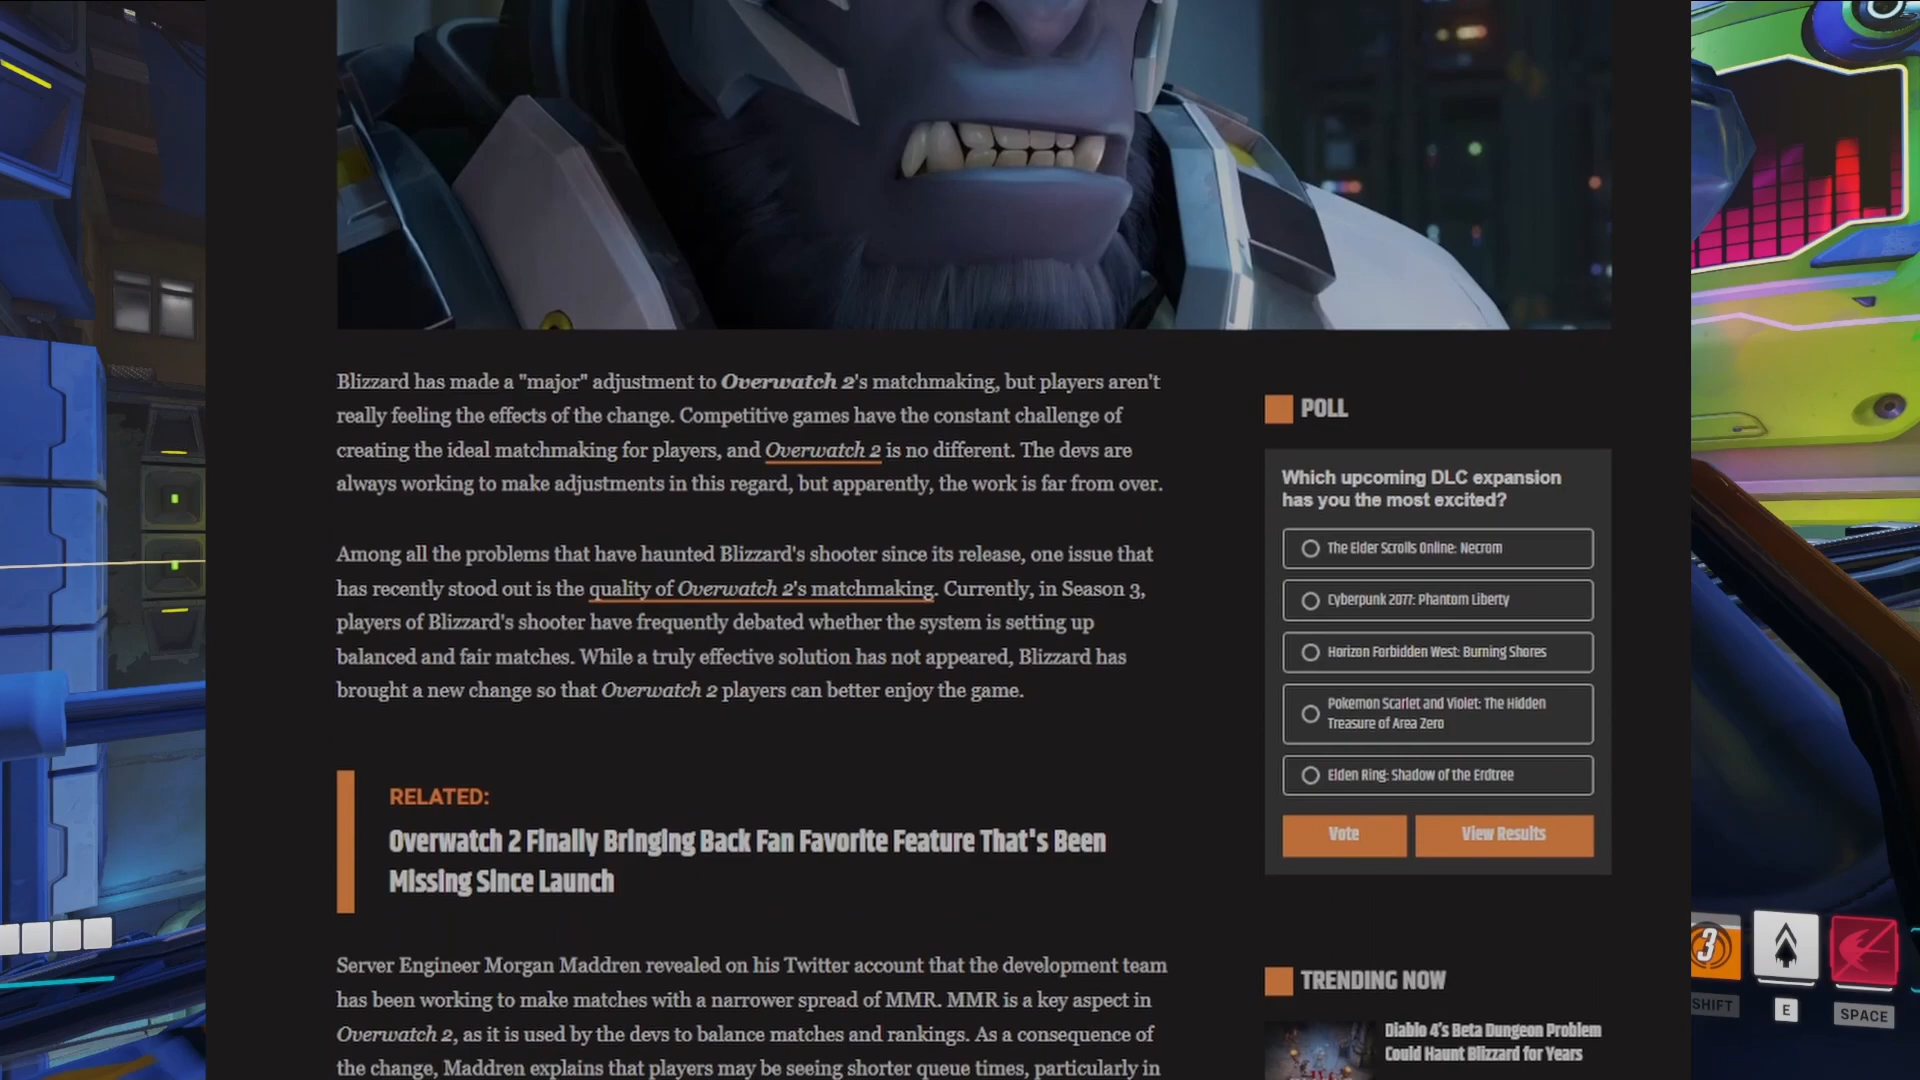 Blizzard has made a "major" adjustment to Overwatch 2's matchmaking, but players aren't
really feeling the effects of the change. Competitive games have the constant challenge of
creating the ideal matchmaking for players, and Overwatch 2 is no different. The devs are
always working to make adjustments in this regard, but apparently, the work is far from over.
Among all the problems that have haunted Blizzard's shooter since its release, one issue that
has recently stood out is the quality of Overwatch 2's matchmaking. Currently, in Season 3,
players of Blizzard's shooter have frequently debated whether the system is setting up
balanced and fair matches. While a truly effective solution has not appeared, Blizzard has
brought a new change so that Overwatch 2 players can better enjoy the game.
RELATED:
Overwatch 2 Finally Bringing Back Fan Favorite Feature That's Been
Missing Since Launch
Server Engineer Morgan Maddren revealed on his Twitter account that the development team
has been working to make matches with a narrower spread of MMR. MMR is a key aspect in
Overwatch 2, as it is used by the devs to balance matches and rankings. As a consequence of
the change, Maddren explains that players may be seeing shorter queue times, particularly in
POLL
Which upcoming DLC expansion
has you the most excited?
The Elder Scrolls Online: Necrom
Cyberpunk 2077: Phantom Liberty
Horizon Forbidden West: Burning Shores
Pokemon Scarlet and Violet: The Hidden
Treasure of Area Zero
Elden Ring: Shadow of the Erdtree
Vote
View Results
TRENDING NOW
Diablo 4's Beta Dungeon Problem
Could Haunt Blizzard for Years
3
SHIFT
E
SPACE